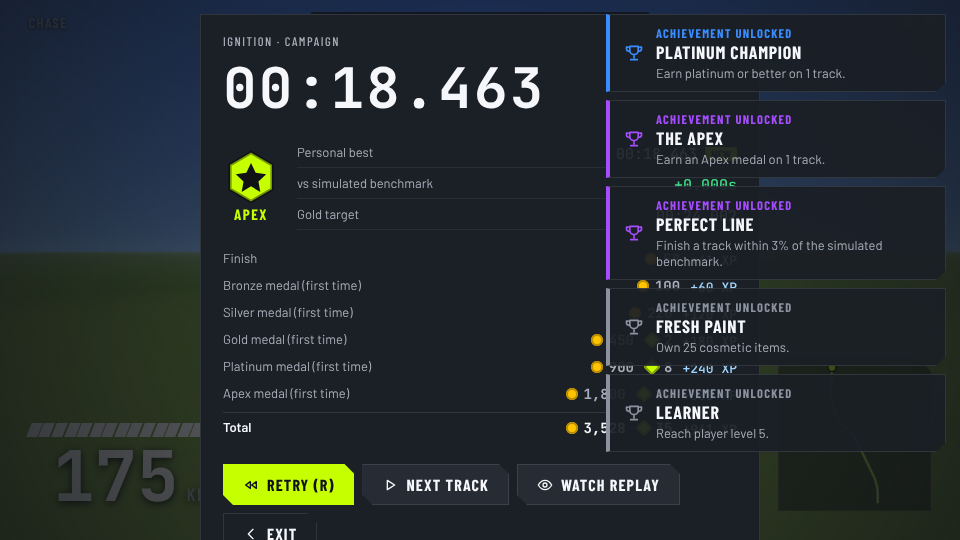 CHASE
IGNITION · CAMPAIGN
00:18.463
APEX
Personal best
vs simulated benchmark
+0.000s
Gold target
Finish
Bronze medal (first time)
100 +60 XP
Silver medal (first time)
Gold medal (first time)
Platinum medal (first time)
900 8 +240 XP
Apex medal (first time)
Total
ACHIEVEMENT UNLOCKED
PLATINUM CHAMPION
Earn platinum or better on 1 track.
ACHIEVEMENT UNLOCKED
THE APEX
Earn an Apex medal on 1 track.
ACHIEVEMENT UNLOCKED
PERFECT LINE
Finish a track within 3% of the simulated
benchmark.
ACHIEVEMENT UNLOCKED
FRESH PAINT
Own 25 cosmetic items.
ACHIEVEMENT UNLOCKED
LEARNER
Reach player level 5.
175
RETRY (R)
NEXT TRACK
WATCH REPLAY
EXIT